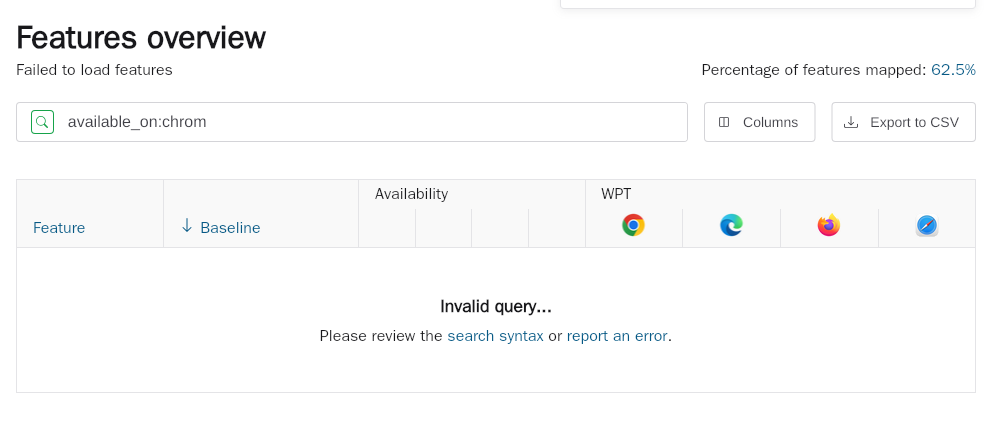 Features overview
Failed to load features
Percentage of features mapped: 62.5%
available_on:chrom
Columns
Export to CSV
Availability
WPT
Feature
Baseline
Invalid query...
Please review the search syntax or report an error.